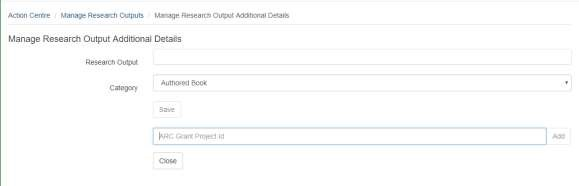 Action Centre / Manage Research Outputs / Manage Research Output Additional Details
Manage Research Output Additional Details
Research Output
Category Authored Book
Save
ARC Grant Project id Add
Close